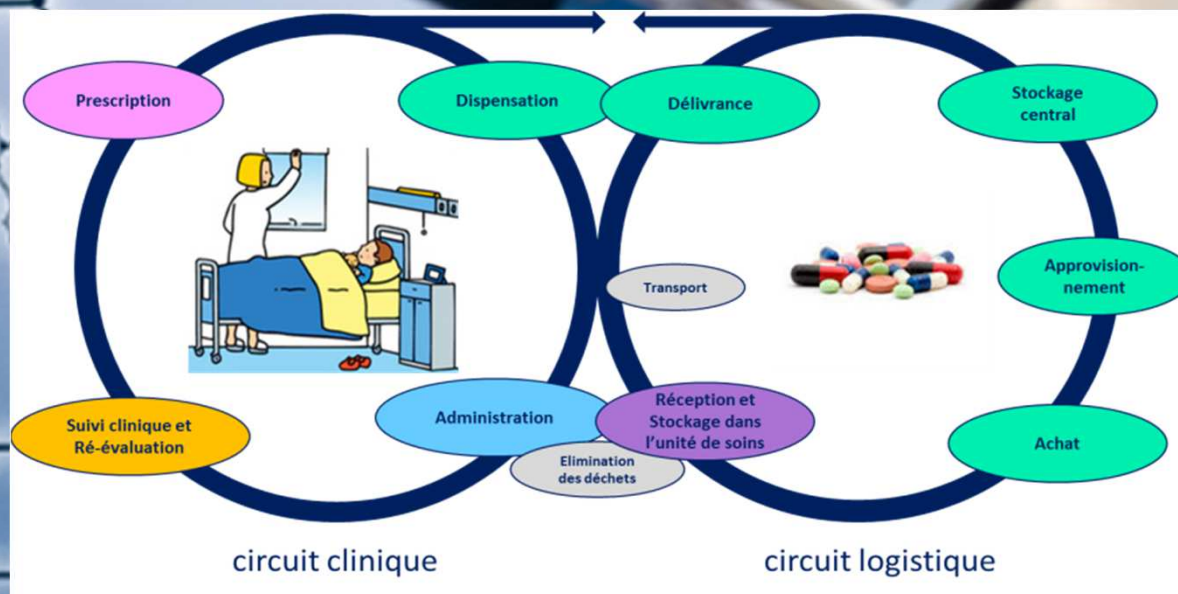 Prescription
Dispensation
Délivrance
Stockage
central
Transport
Approvision-
nement
Suivi clinique et
Ré-évaluation
Administration
Réception et
Stockage dans
l'unité de soins
Achat
Elimination
des déchets
circuit clinique
circuit logistique